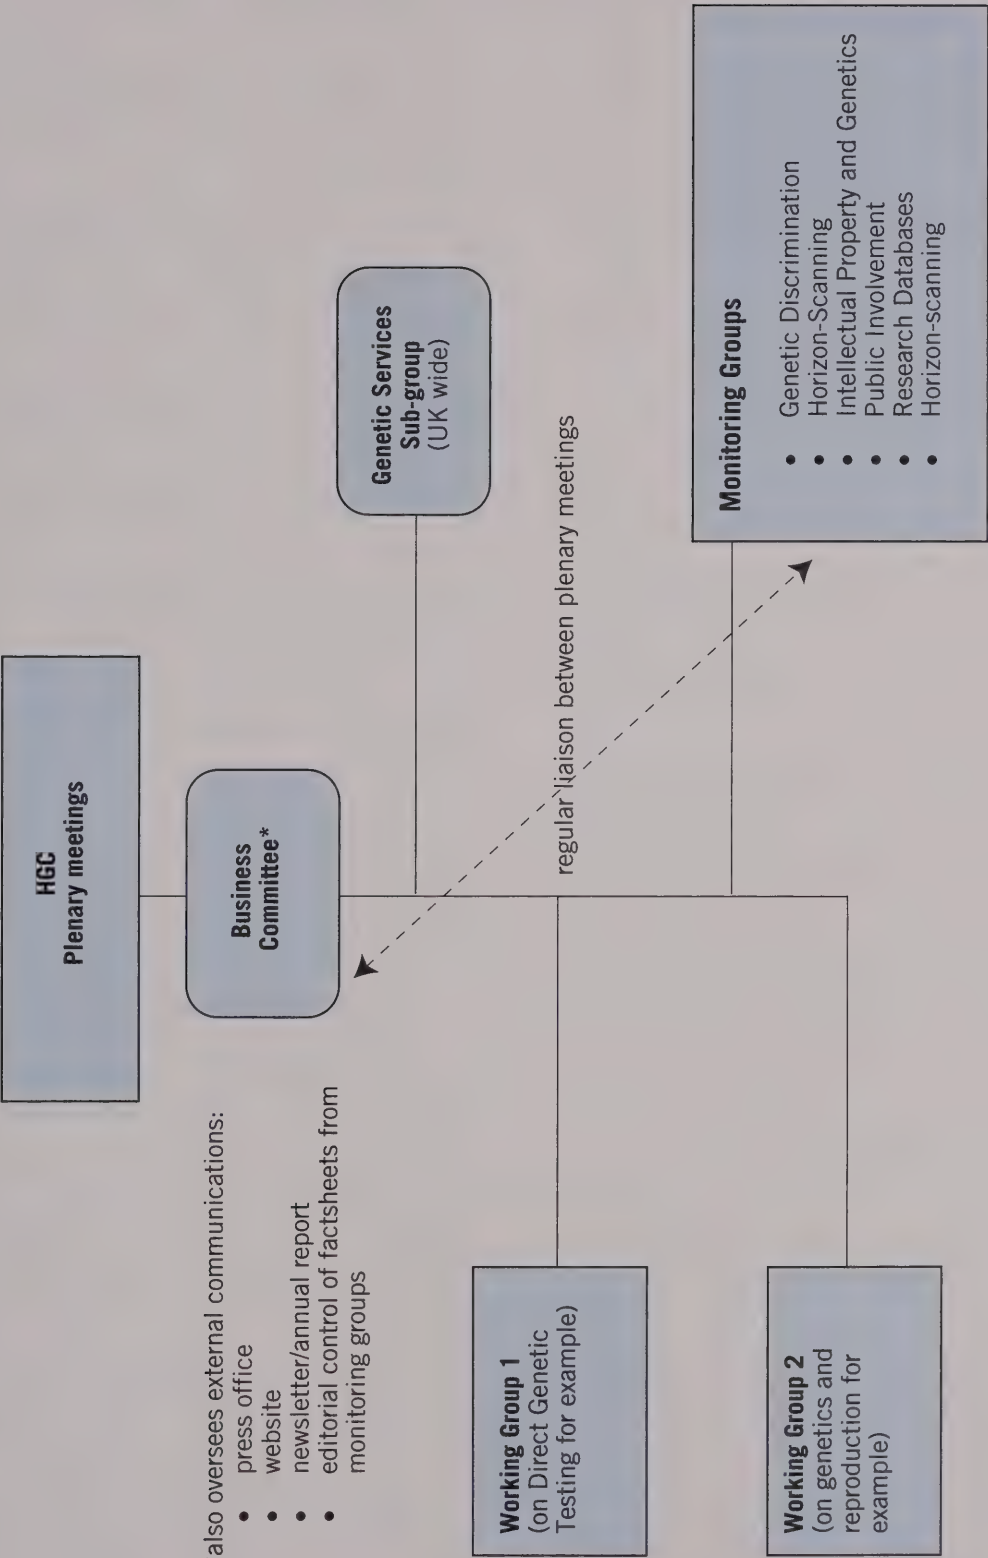 HGC
Plenary meetings
Business
Committee*
also oversees external communications:
• press office
• website
• newsletter/annual report
• editorial control of factsheets from
monitoring groups
Genetic Services
Sub-group
(UK wide)
regular liaison between plenary meetings
Working Group 1
(on Direct Genetic
Testing for example)
Working Group 2
(on genetics and
reproduction for
example)
Monitoring Groups
• Genetic Discrimination
• Horizon-Scanning
• Intellectual Property and Genetics
• Public Involvement
• Research Databases
• Horizon-scanning